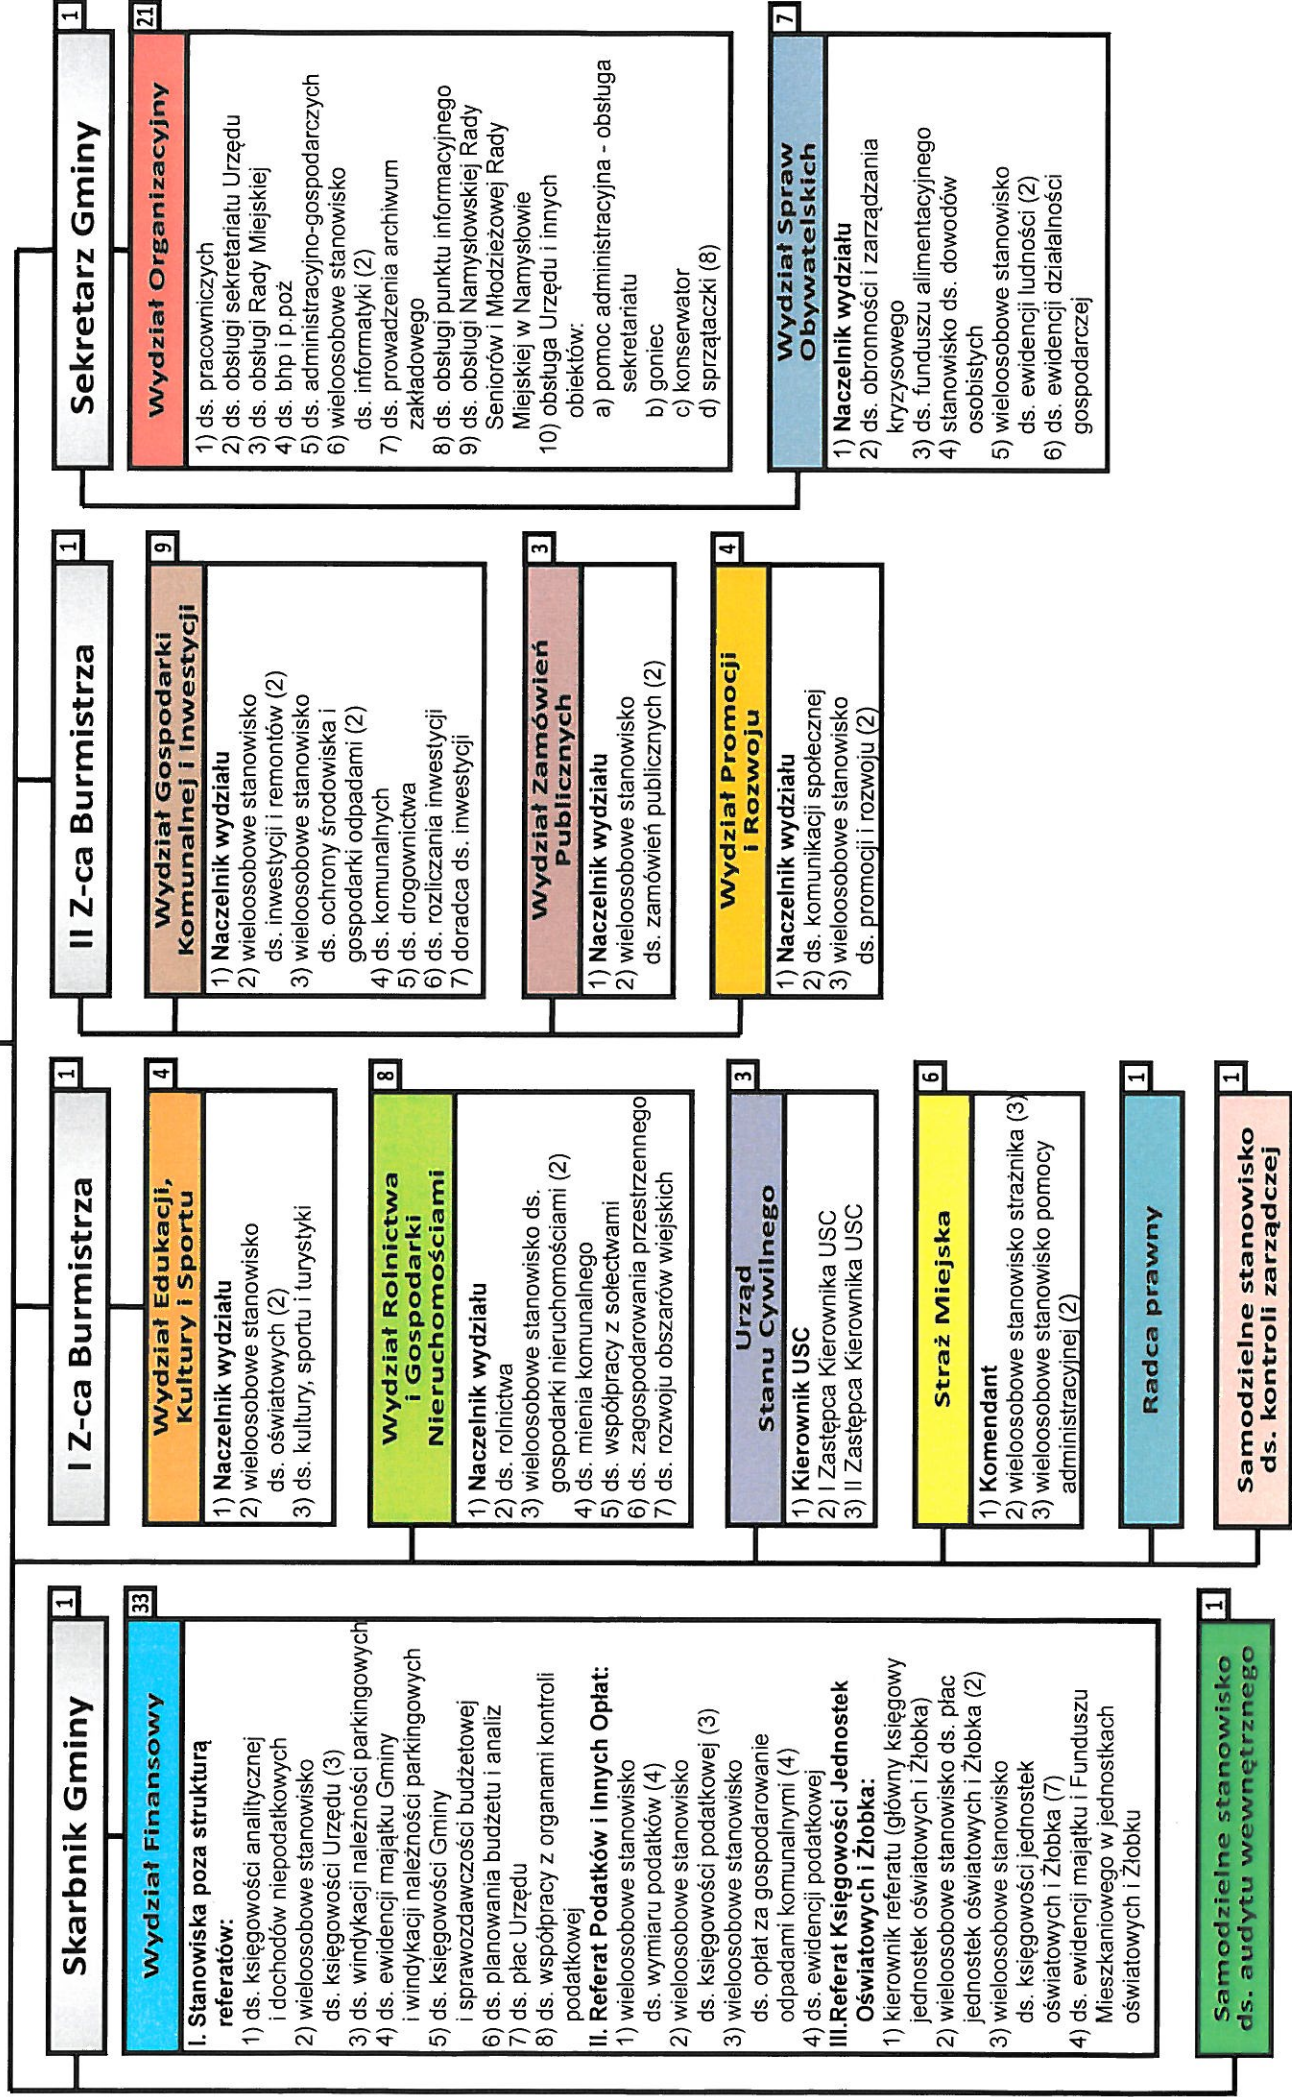 Skarbnik Gminy
1
Wydział Finansowy
33
I. Stanowiska poza strukturą
referatów:
1) ds. księgowości analitycznej
i dochodów niepodatkowych
2) wieloosobowe stanowisko
ds. księgowości Urzędu (3)
3) ds. windykacji należności parkingowych
4) ds. ewidencji majątku Gminy
i windykacji należności parkingowych
5) ds. księgowości Gminy
i sprawozdawczości budżetowej
6) ds. planowania budżetu i analiz
7) ds. płac Urzędu
8) ds. współpracy z organami kontroli
podatkowej
II. Referat Podatków i Innych Opłat:
1) wieloosobowe stanowisko
ds. wymiaru podatków (4)
2) wieloosobowe stanowisko
ds. księgowości podatkowej (3)
3) wieloosobowe stanowisko
ds. opłat za gospodarowanie
odpadami komunalnymi (4)
4) ds. ewidencji podatkowej
III.Referat Księgowości Jednostek
Oświatowych i Żłobka:
1) kierownik referatu (główny księgowy
jednostek oświatowych i Żłobka)
2) wieloosobowe stanowisko ds. płac
jednostek oświatowych i Żłobka (2)
3) wieloosobowe stanowisko
ds. księgowości jednostek
oświatowych i Żłobka (7)
4) ds. ewidencji majątku i Funduszu
Mieszkaniowego w jednostkach
oświatowych i Żłobku
Samodzielne stanowisko
ds. audytu wewnętrznego
1
I Z-ca Burmistrza
1
Wydział Edukacji,
Kultury i Sportu
4
1) Naczelnik wydziału
2) wieloosobowe stanowisko
ds. oświatowych (2)
3) ds. kultury, sportu i turystyki
Wydział Rolnictwa
i Gospodarki
Nieruchomościami
8
1) Naczelnik wydziału
2) ds. rolnictwa
3) wieloosobowe stanowisko ds.
gospodarki nieruchomościami (2)
4) ds. mienia komunalnego
5) ds. współpracy z sołectwami
6) ds. zagospodarowania przestrzennego
7) ds. rozwoju obszarów wiejskich
Urząd
Stanu Cywilnego
3
1) Kierownik USC
2) I Zastępca Kierownika USC
3) II Zastępca Kierownika USC
Straż Miejska
6
1) Komendant
2) wieloosobowe stanowisko strażnika (3)
3) wieloosobowe stanowisko pomocy
administracyjnej (2)
Radca prawny
1
Samodzielne stanowisko
ds. kontroli zarządczej
1
II Z-ca Burmistrza
1
Wydział Gospodarki
Komunalnej i Inwestycji
9
1) Naczelnik wydziału
2) wieloosobowe stanowisko
ds. inwestycji i remontów (2)
3) wieloosobowe stanowisko
ds. ochrony środowiska i
gospodarki odpadami (2)
4) ds. komunalnych
5) ds. drogownictwa
6) ds. rozliczania inwestycji
7) doradca ds. inwestycji
Wydział Zamówień
Publicznych
3
1) Naczelnik wydziału
2) wieloosobowe stanowisko
ds. zamówień publicznych (2)
Wydział Promocji
i Rozwoju
4
1) Naczelnik wydziału
2) ds. komunikacji społecznej
3) wieloosobowe stanowisko
ds. promocji i rozwoju (2)
Sekretarz Gminy
1
Wydział Organizacyjny
21
1) ds. pracowniczych
2) ds. obsługi sekretariatu Urzędu
3) ds. obsługi Rady Miejskiej
4) ds. bhp i p.poż
5) ds. administracyjno-gospodarczych
6) wieloosobowe stanowisko
ds. informatyki (2)
7) ds. prowadzenia archiwum
zakładowego
8) ds. obsługi punktu informacyjnego
9) ds. obsługi Namysłowskiej Rady
Seniorów i Młodzieżowej Rady
Miejskiej w Namysłowie
10) obsługa Urzędu i innych
obiektów:
a) pomoc administracyjna - obsługa
sekretariatu
b) goniec
c) konserwator
d) sprzątaczki (8)
Wydział Spraw
Obywatelskich
7
1) Naczelnik wydziału
2) ds. obronności i zarządzania
kryzysowego
3) ds. funduszu alimentacyjnego
4) stanowisko ds. dowodów
osobistych
5) wieloosobowe stanowisko
ds. ewidencji ludności (2)
6) ds. ewidencji działalności
gospodarczej